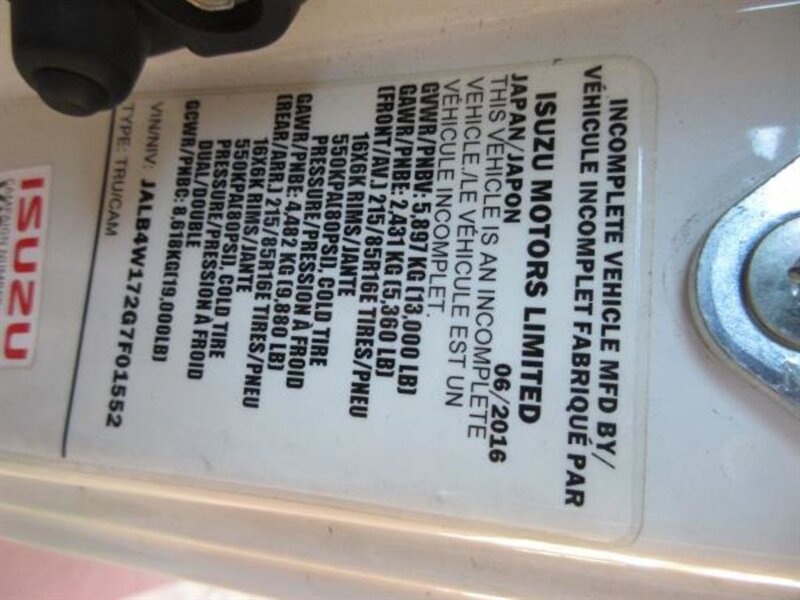 INCOMPLETE VEHICLE MFD BY/
VÉHICULE INCOMPLET FABRIQUÉ PAR
ISUZU MOTORS LIMITED
JAPAN/JAPON 06/2016
THIS VEHICLE IS AN INCOMPLETE
VEHICLE./LE VÉHICULE EST UN
VÉHICULE INCOMPLET.
GVWR/PNBV: 5,897 KG (13,000 LB)
GAWR/PNBE: 2,431 KG (5,360 LB)
(FRONT/AV.) 215/85R16E TIRES/PNEU
16X6K RIMS/JANTE
550KPA(80PSI), COLD TIRE
PRESSURE/PRESSION À FROID
GAWR/PNBE: 4,482 KG (9,880 LB)
(REAR/ARR.) 215/85R16E TIRES/PNEU
16X6K RIMS/JANTE
550KPA(80PSI), COLD TIRE
PRESSURE/PRESSION À FROID
DUAL/DOUBLE
GCWR/PNBC: 8,618KG(19,000LB)
VIN/NIV: JALB4W172G7F01552
TYPE: TRU/CAM
ISUZU